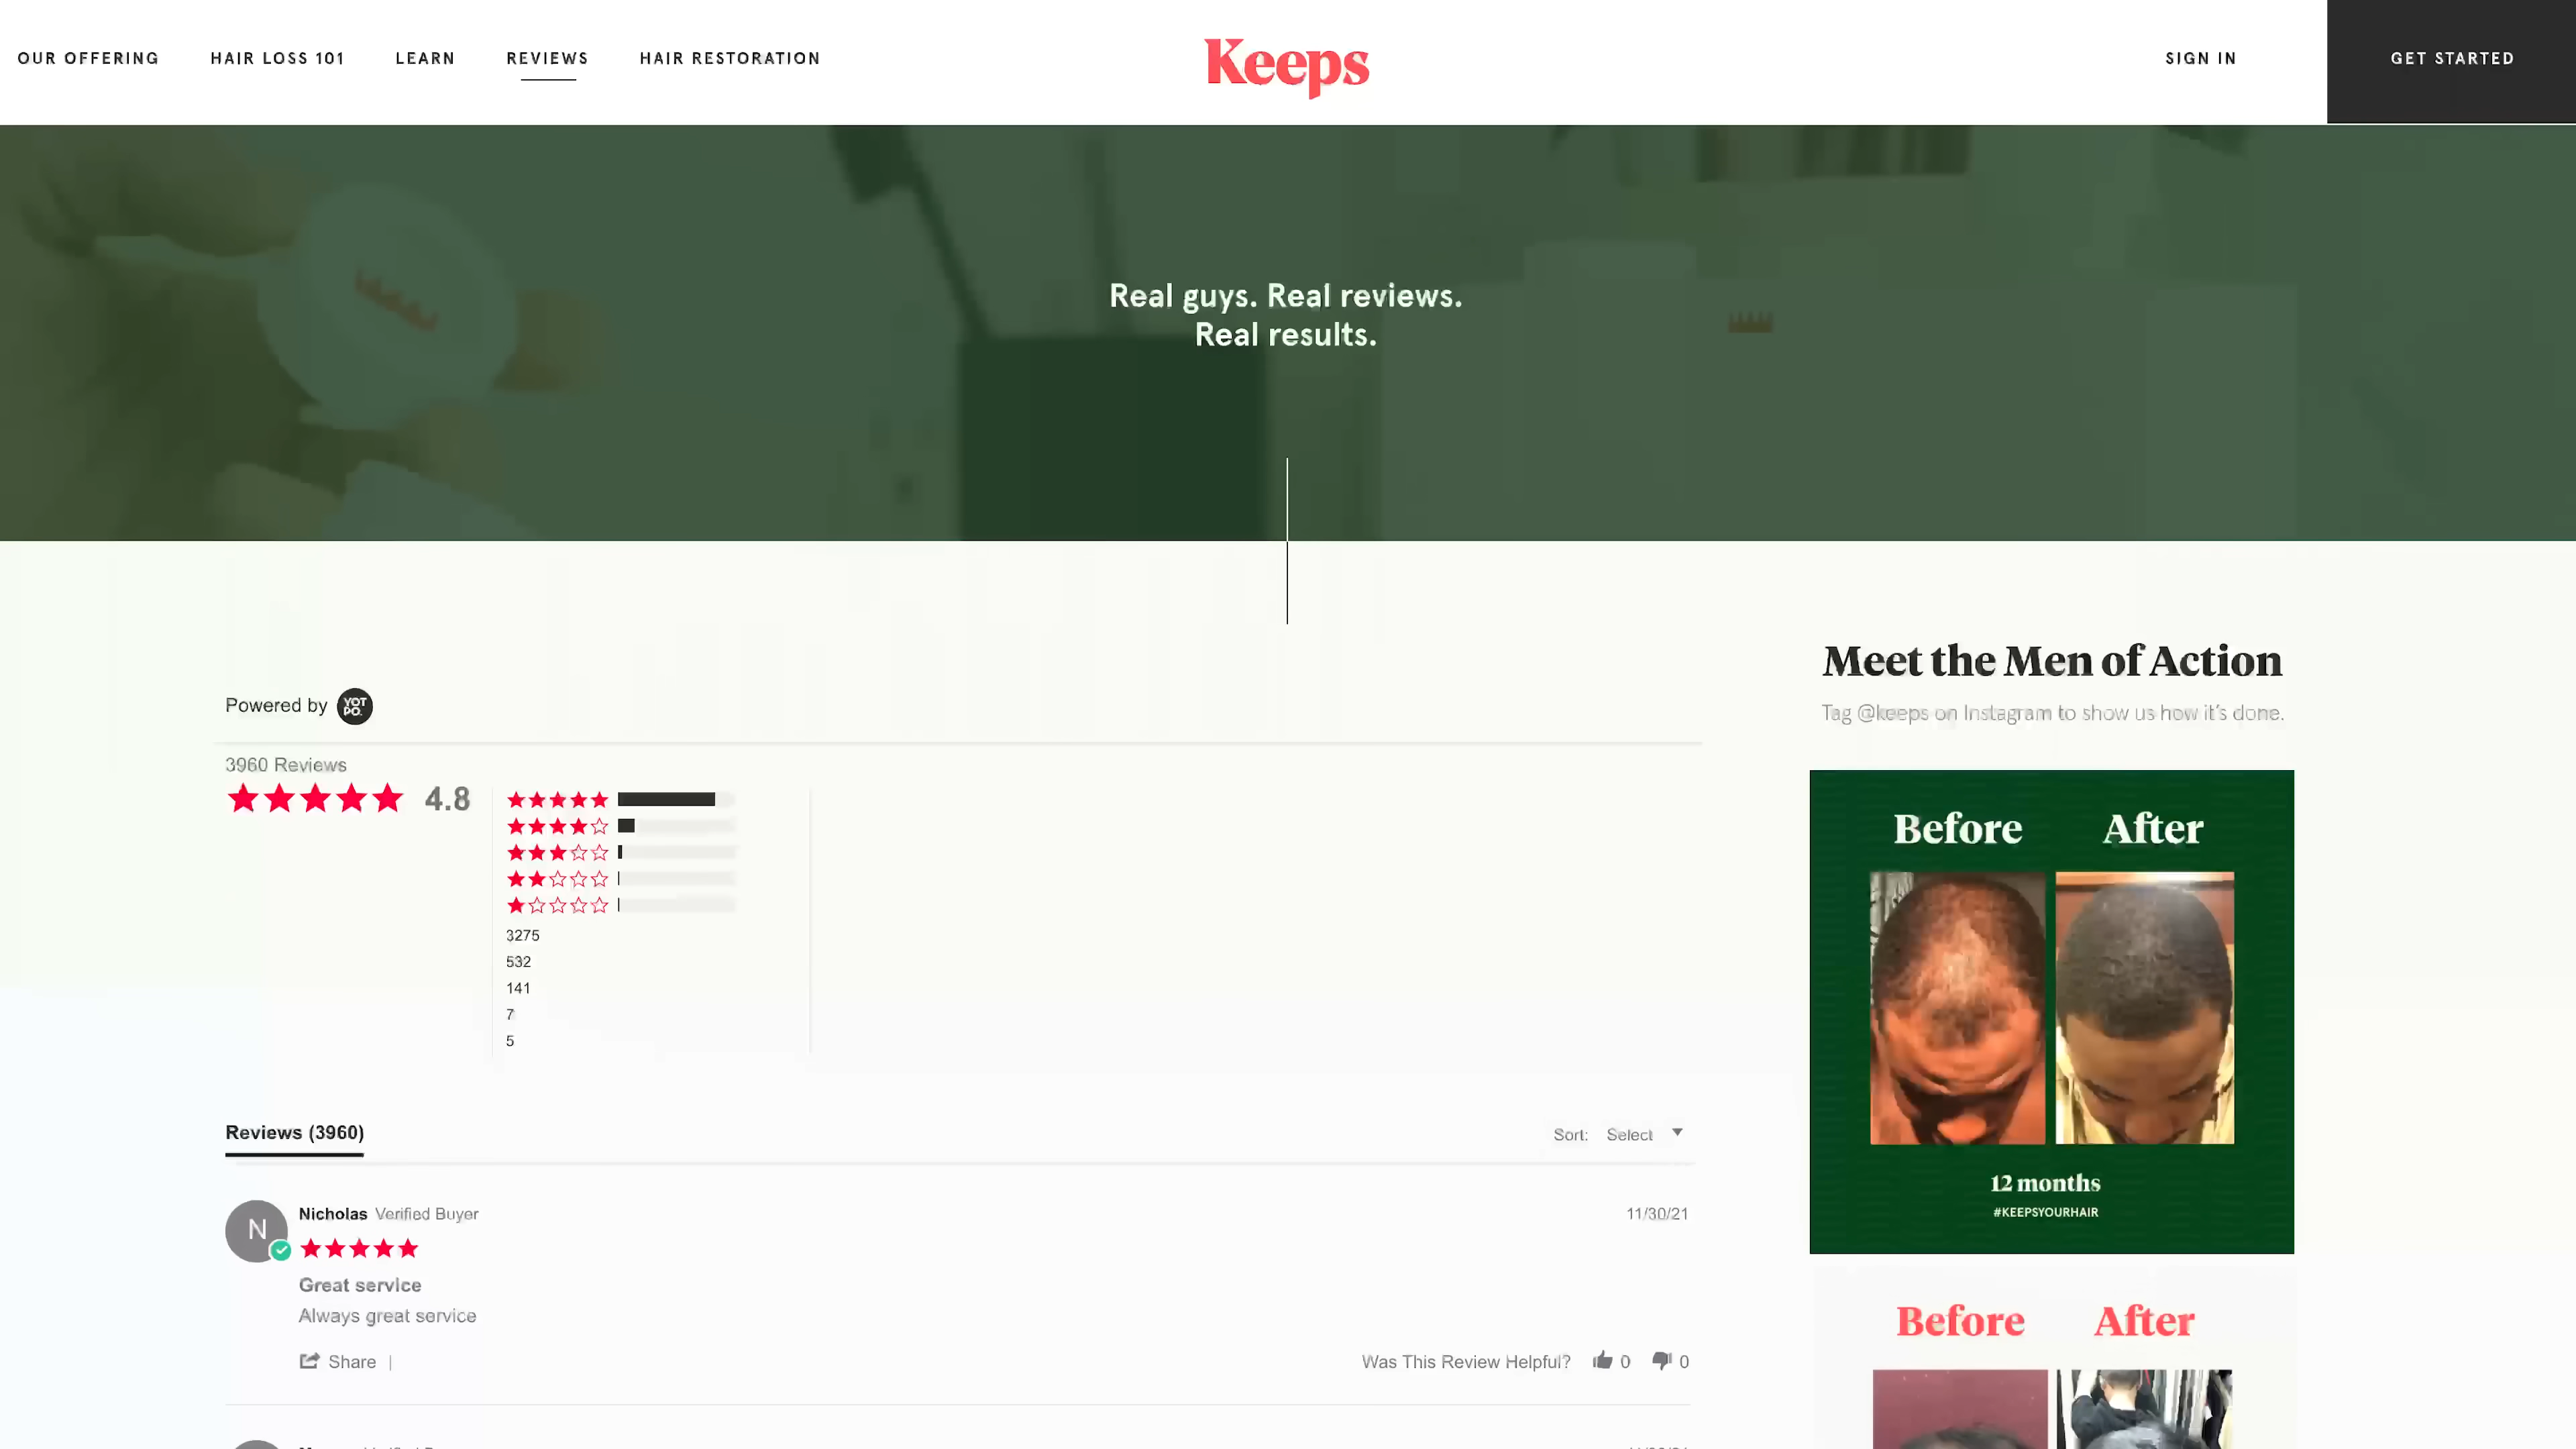 OUR OFFERING HAIR LOSS 101 LEARN REVIEWS HAIR RESTORATION Keeps SIGN IN GET STARTED
Real guys. Real reviews.
Real results.
Powered by YOTPO.
3960 Reviews
4.8
3275
532
141
7
5
Reviews (3960) Sort: Select
N Nicholas Verified Buyer 11/30/21
Great service
Always great service
Share | Was This Review Helpful? 0 0
Meet the Men of Action
Tag @keeps on Instagram to show us how it's done.
Before After
12 months
#KEEPSYOURHAIR
Before After